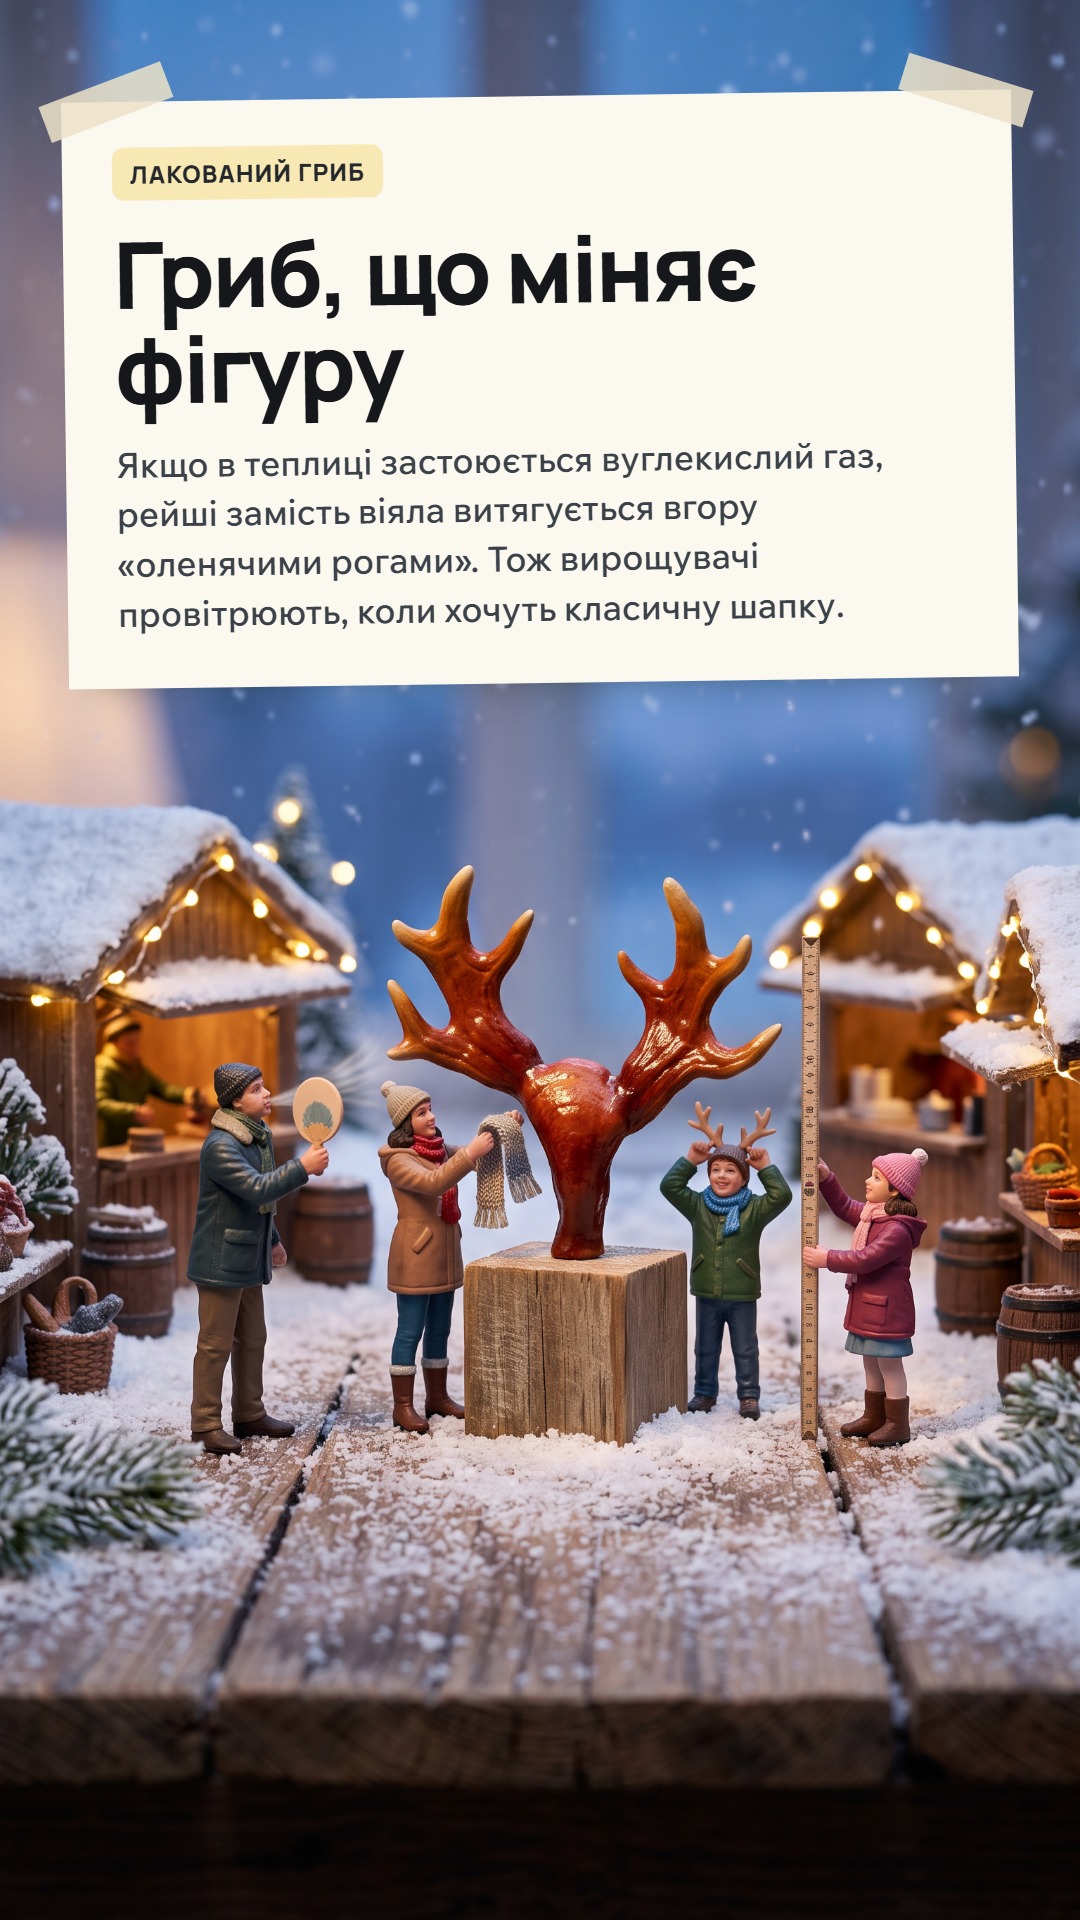 ЛАКОВАНИЙ ГРИБ
Гриб, що міняє
фігуру
Якщо в теплиці застоюється вуглекислий газ,
рейші замість віяла витягується вгору
«оленячими рогами». Тож вирощувачі
провітрюють, коли хочуть класичну шапку.